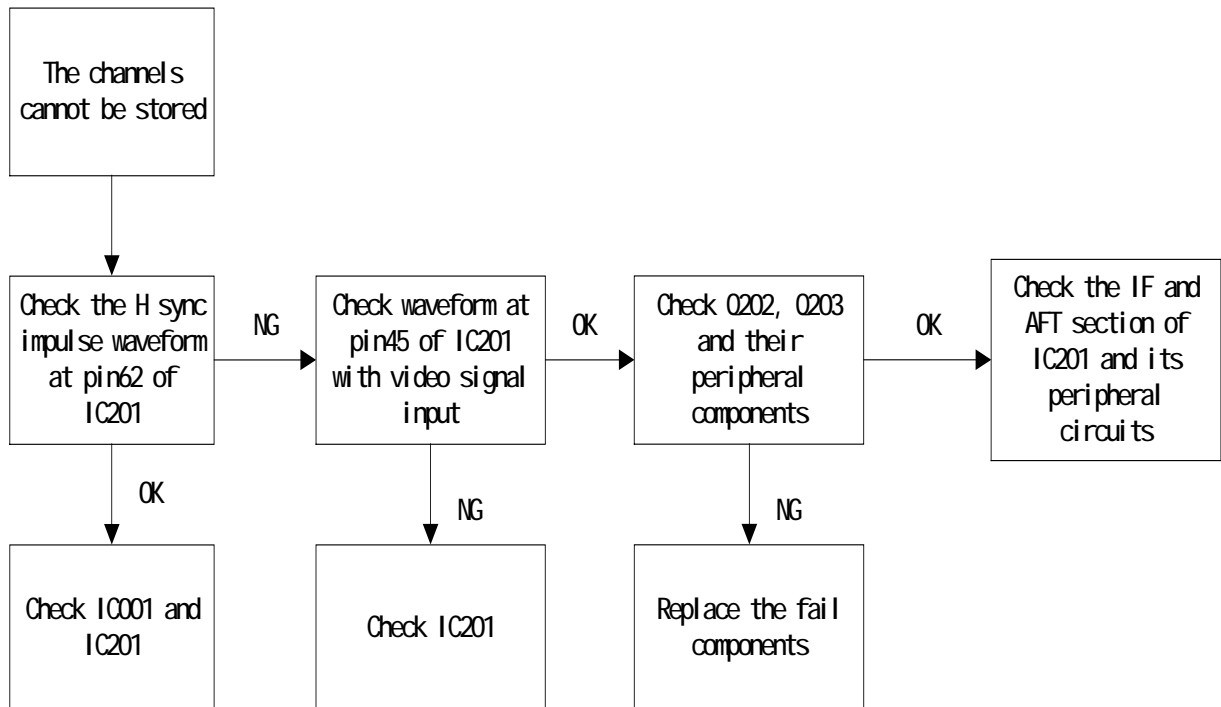 The channels
cannot be stored
Check the H sync
impulse waveform
at pin62 of
IC201
NG
Check waveform at
pin45 of IC201
with video signal
input
OK
Check Q202, Q203
and their
peripheral
components
OK
Check the IF and
AFT section of
IC201 and its
peripheral
circuits
OK
NG
NG
Check IC001 and
IC201
Check IC201
Replace the fail
components